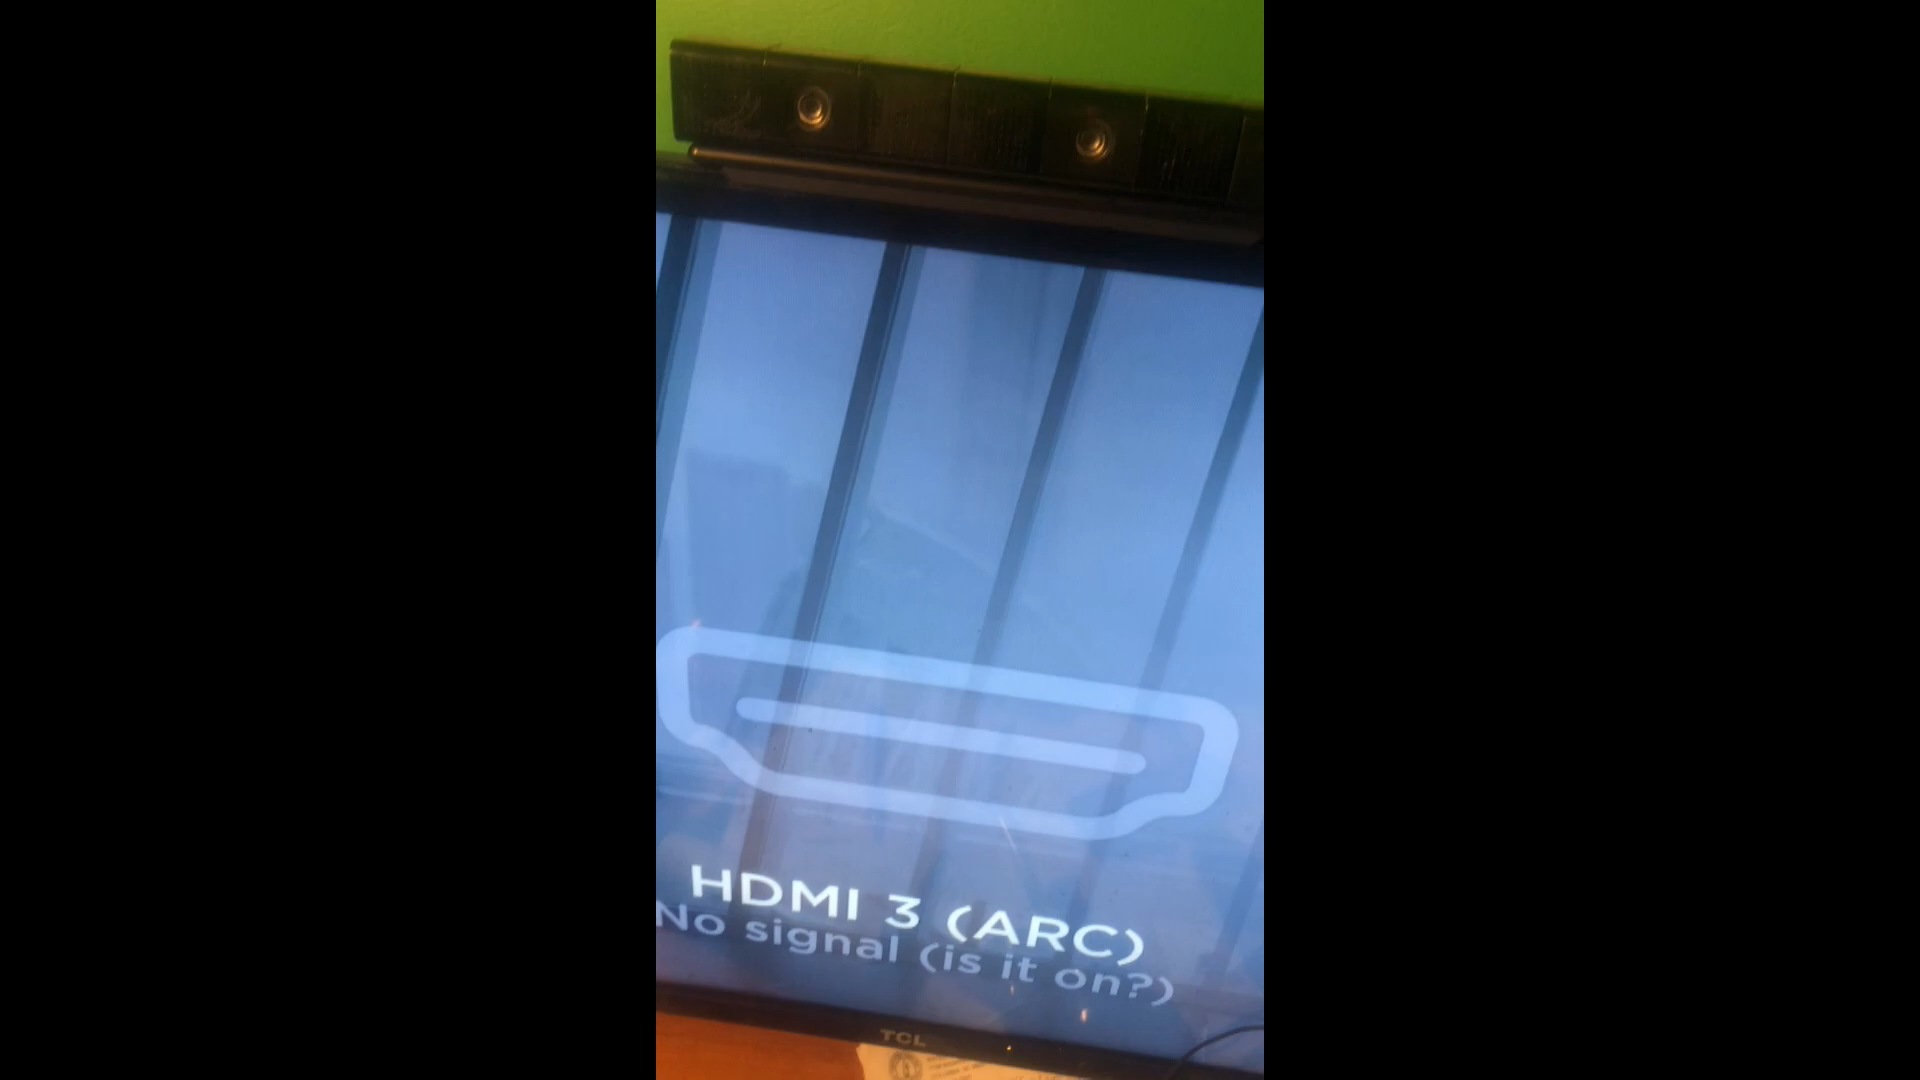 HDMI 3 (ARC)
No signal (is it on?)
TCL